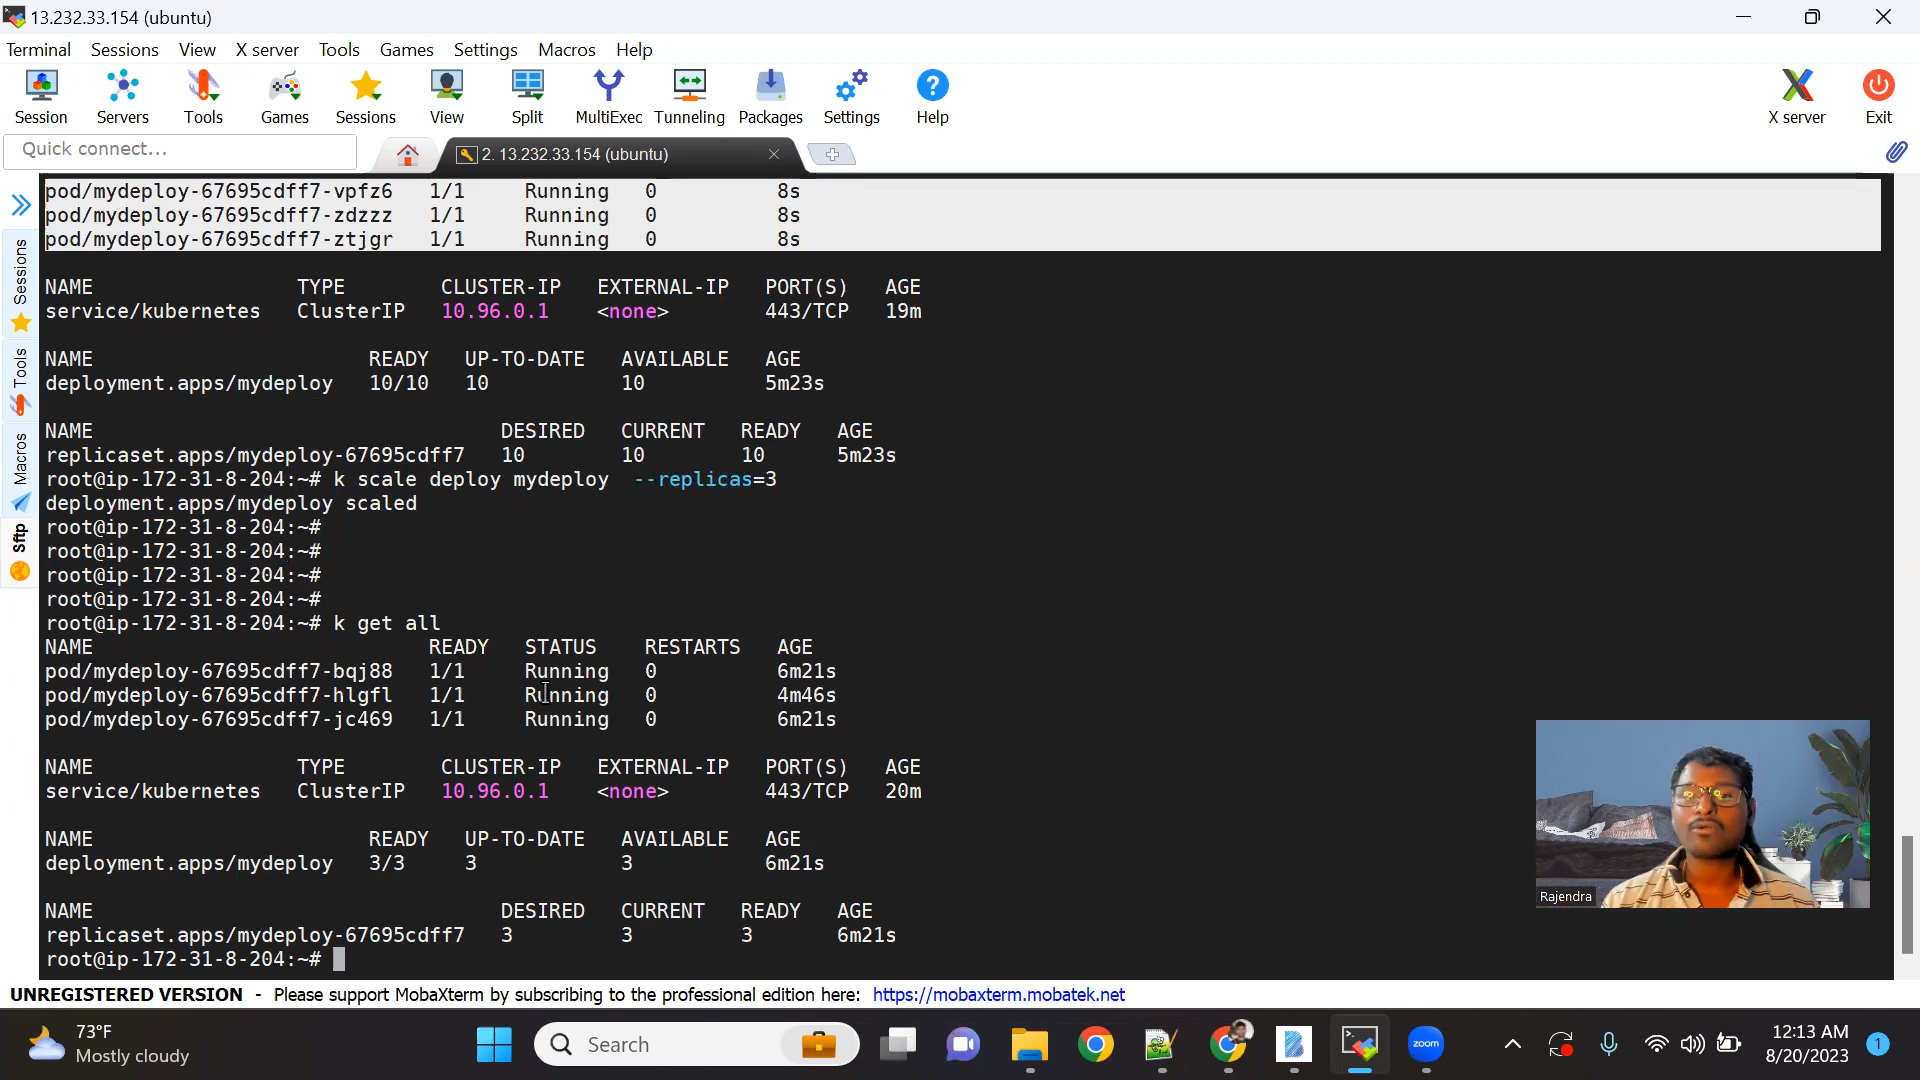 13.232.33.154 (ubuntu)
Terminal Sessions View X server Tools Games Settings Macros Help
Session Servers Tools Games Sessions View Split MultiExec Tunneling Packages Settings Help X server Exit
Quick connect...
2. 13.232.33.154 (ubuntu)
Sessions
Tools
Macros
Sftp
pod/mydeploy-67695cdff7-vpfz6 1/1 Running 0 8s
pod/mydeploy-67695cdff7-zdzzz 1/1 Running 0 8s
pod/mydeploy-67695cdff7-ztjgr 1/1 Running 0 8s
NAME TYPE CLUSTER-IP EXTERNAL-IP PORT(S) AGE
service/kubernetes ClusterIP 10.96.0.1 <none> 443/TCP 19m
NAME READY UP-TO-DATE AVAILABLE AGE
deployment.apps/mydeploy 10/10 10 10 5m23s
NAME DESIRED CURRENT READY AGE
replicaset.apps/mydeploy-67695cdff7 10 10 10 5m23s
root@ip-172-31-8-204:~# k scale deploy mydeploy --replicas=3
deployment.apps/mydeploy scaled
root@ip-172-31-8-204:~#
root@ip-172-31-8-204:~#
root@ip-172-31-8-204:~#
root@ip-172-31-8-204:~#
root@ip-172-31-8-204:~# k get all
NAME READY STATUS RESTARTS AGE
pod/mydeploy-67695cdff7-bqj88 1/1 Running 0 6m21s
pod/mydeploy-67695cdff7-hlgfl 1/1 Running 0 4m46s
pod/mydeploy-67695cdff7-jc469 1/1 Running 0 6m21s
NAME TYPE CLUSTER-IP EXTERNAL-IP PORT(S) AGE
service/kubernetes ClusterIP 10.96.0.1 <none> 443/TCP 20m
NAME READY UP-TO-DATE AVAILABLE AGE
deployment.apps/mydeploy 3/3 3 3 6m21s
NAME DESIRED CURRENT READY AGE
replicaset.apps/mydeploy-67695cdff7 3 3 3 6m21s
root@ip-172-31-8-204:~#
Rajendra
UNREGISTERED VERSION - Please support MobaXterm by subscribing to the professional edition here: https://mobaxterm.mobatek.net
73°F
Mostly cloudy
Search
zoom
12:13 AM
8/20/2023
1